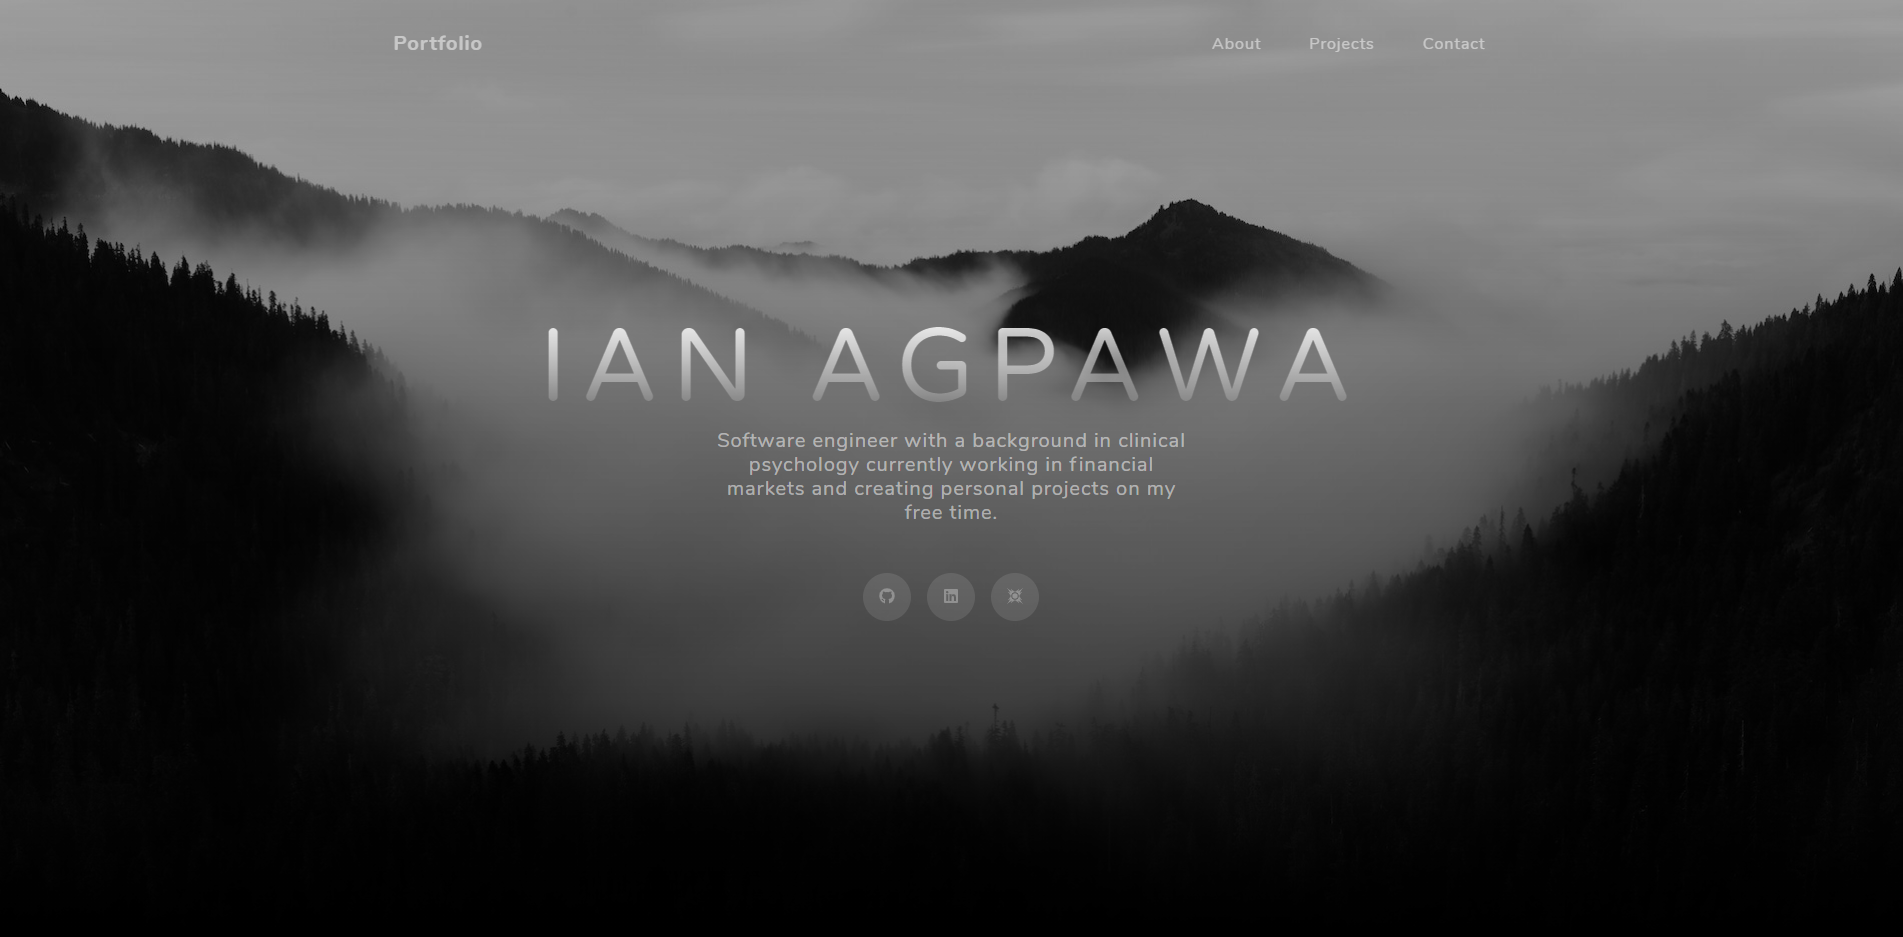 Portfolio
About
Projects
Contact
IAN AGPAWA
Software engineer with a background in clinical
psychology currently working in financial
markets and creating personal projects on my
free time.
in